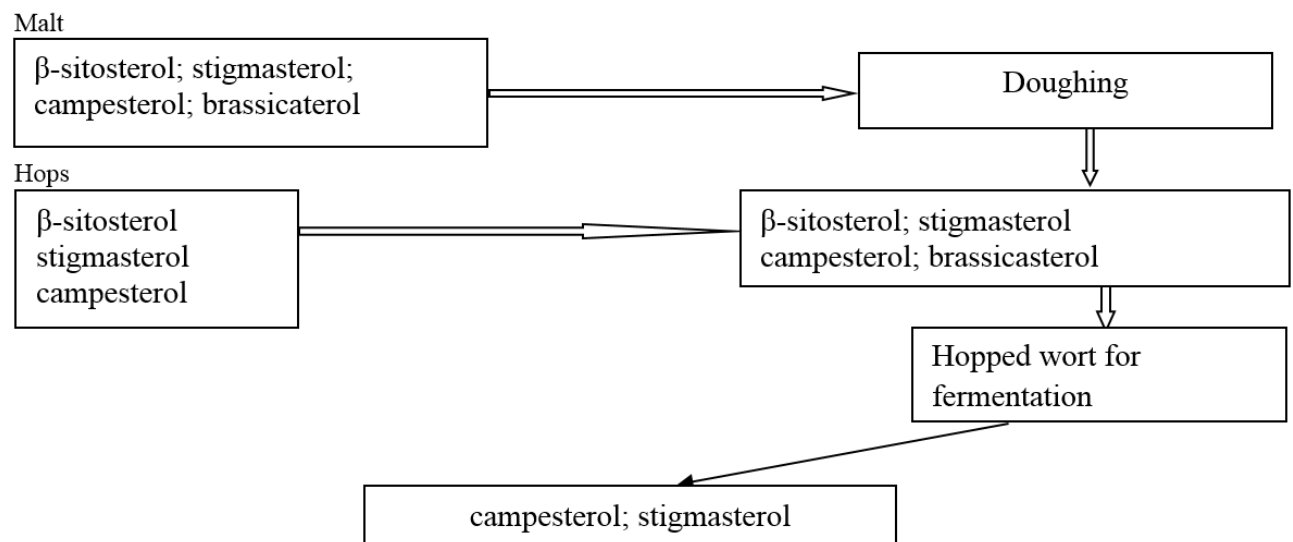 Malt
β-sitosterol; stigmasterol;
campesterol; brassicaterol
Doughing
Hops
β-sitosterol
stigmasterol
campesterol
β-sitosterol; stigmasterol
campesterol; brassicasterol
Hopped wort for
fermentation
campesterol; stigmasterol